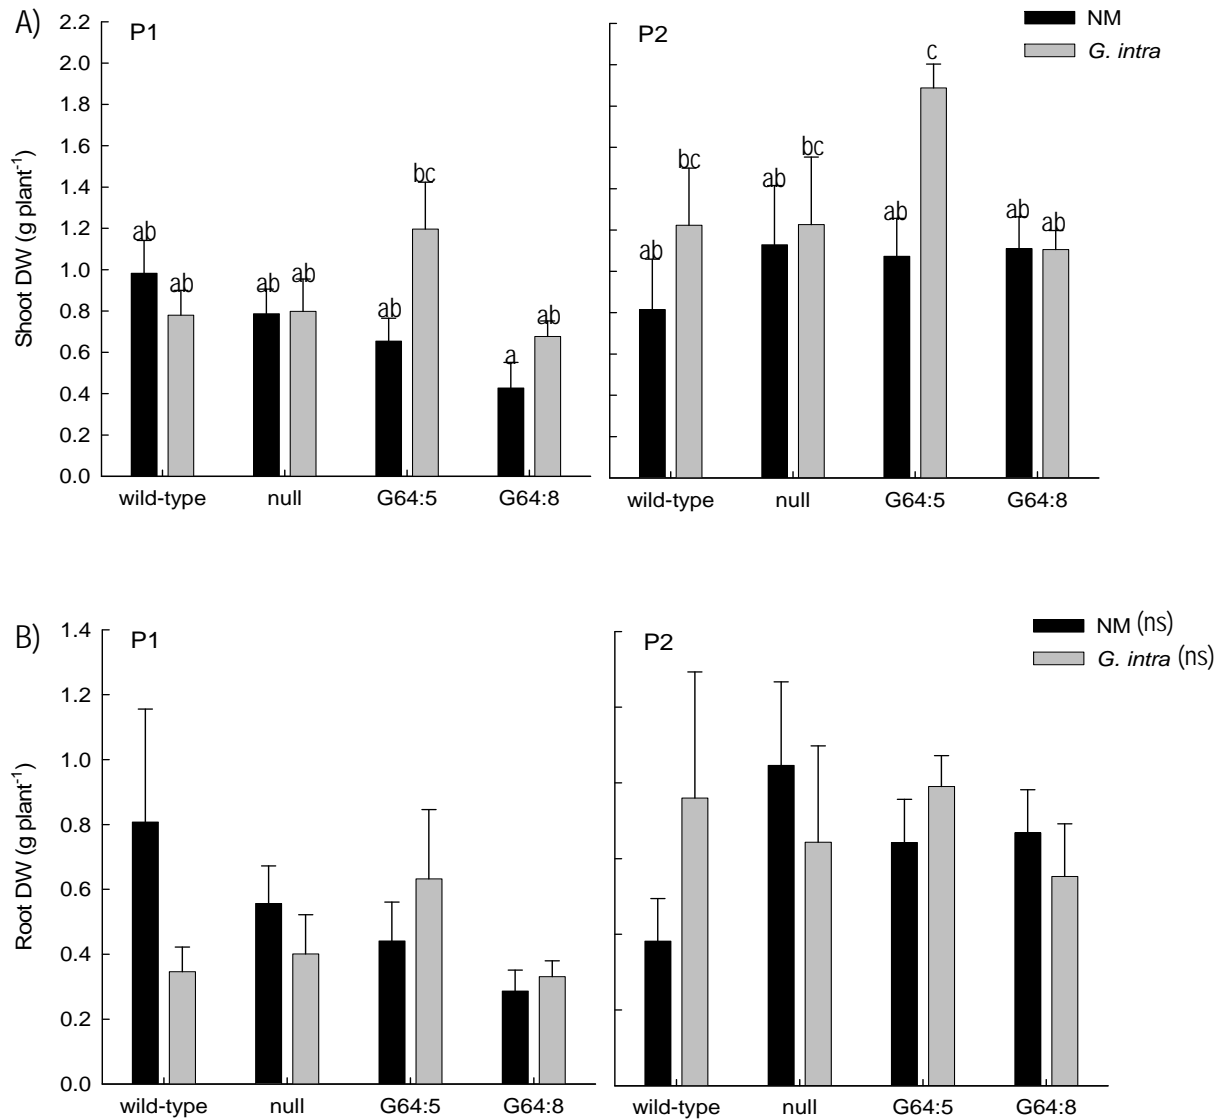 A)
P1
P2
NM
G. intra
Shoot DW (g plant⁻¹)
2.2
2.0
1.8
1.6
1.4
1.2
1.0
0.8
0.6
0.4
0.2
0.0
ab
ab
ab
ab
ab
bc
a
ab
ab
bc
ab
bc
ab
c
ab
ab
wild-type null G64:5 G64:8
wild-type null G64:5 G64:8
B)
P1
P2
NM (ns)
G. intra (ns)
Root DW (g plant⁻¹)
1.4
1.2
1.0
0.8
0.6
0.4
0.2
0.0
wild-type null G64:5 G64:8
wild-type null G64:5 G64:8